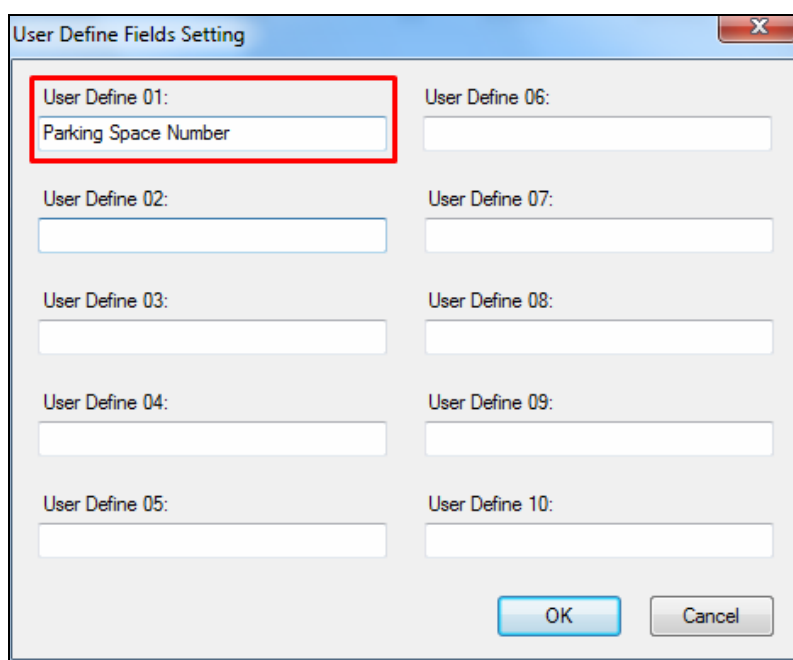 User Define Fields Setting
User Define 01:
Parking Space Number
User Define 06:
User Define 02:
User Define 07:
User Define 03:
User Define 08:
User Define 04:
User Define 09:
User Define 05:
User Define 10:
OK
Cancel